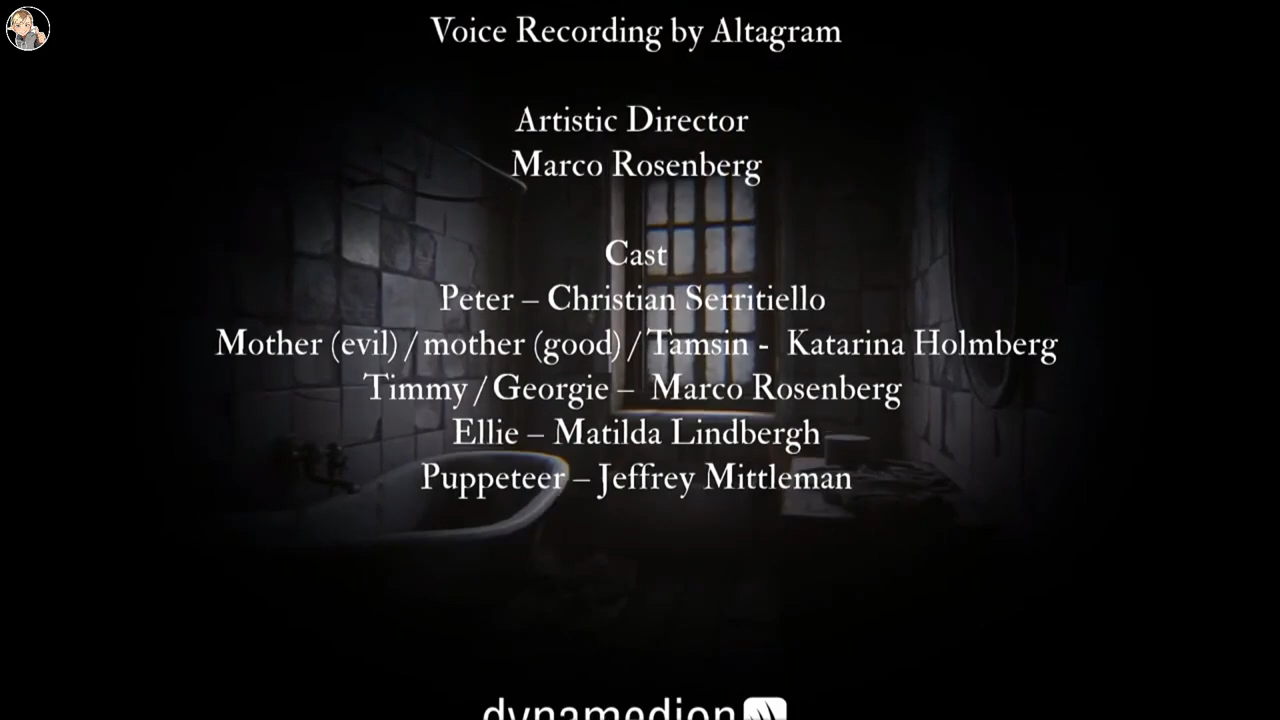 Voice Recording by Altagram
Artistic Director
Marco Rosenberg
Cast
Peter – Christian Serritiello
Mother (evil) / mother (good) / Tamsin - Katarina Holmberg
Timmy / Georgie – Marco Rosenberg
Ellie – Matilda Lindbergh
Puppeteer – Jeffrey Mittleman
dynamedion